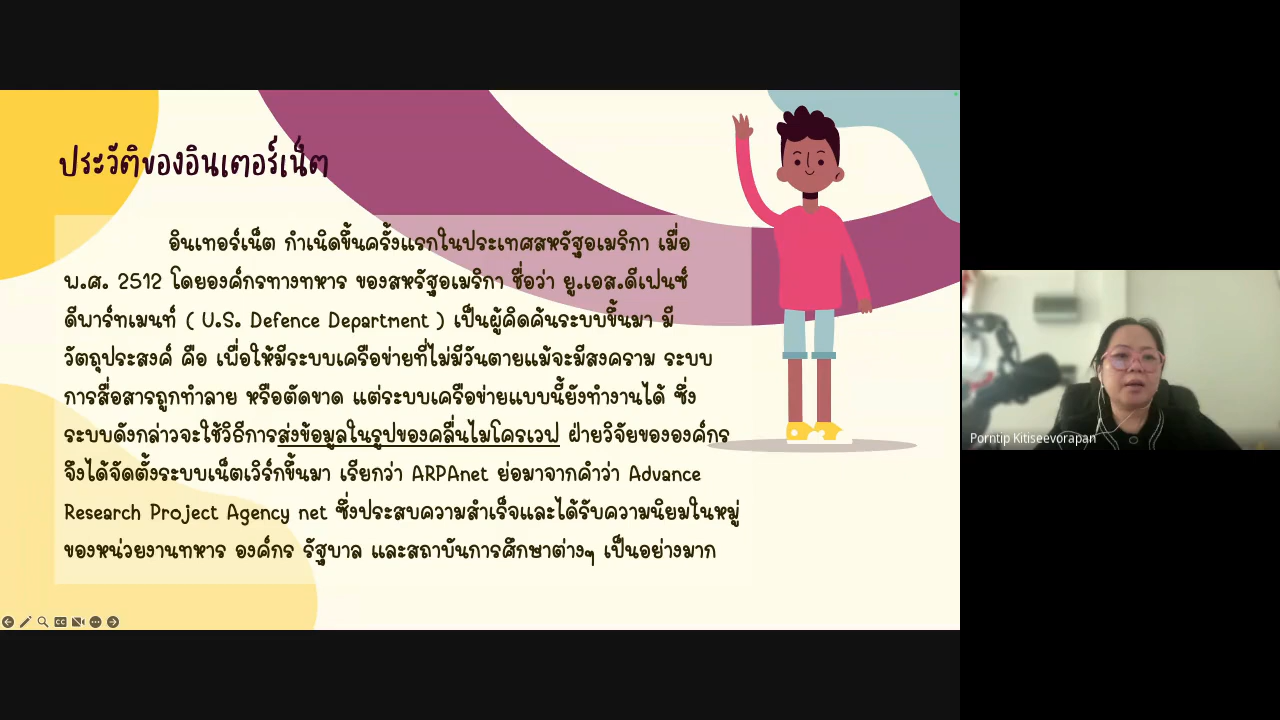 ประวัติของอินเตอร์เน็ต
อินเทอร์เน็ต กำเนิดขึ้นครั้งแรกในประเทศสหรัฐอเมริกา เมื่อ
พ.ศ. 2512 โดยองค์กรทางทหาร ของสหรัฐอเมริกา ชื่อว่า ยู.เอส.ดีเฟนซ์
ดีพาร์ทเมนท์ ( U.S. Defence Department ) เป็นผู้คิดค้นระบบขึ้นมา มี
วัตถุประสงค์ คือ เพื่อให้มีระบบเครือข่ายที่ไม่มีวันตายแม้จะมีสงคราม ระบบ
การสื่อสารถูกทำลาย หรือตัดขาด แต่ระบบเครือข่ายแบบนี้ยังทำงานได้ ซึ่ง
ระบบดังกล่าวจะใช้วิธีการส่งข้อมูลในรูปของคลื่นไมโครเวฟ ฝ่ายวิจัยขององค์กร
จึงได้จัดตั้งระบบเน็ตเวิร์กขึ้นมา เรียกว่า ARPAnet ย่อมาจากคำว่า Advance
Research Project Agency net ซึ่งประสบความสำเร็จและได้รับความนิยมในหมู่
ของหน่วยงานทหาร องค์กร รัฐบาล และสถาบันการศึกษาต่างๆ เป็นอย่างมาก
Porntip Kitiseevorapan